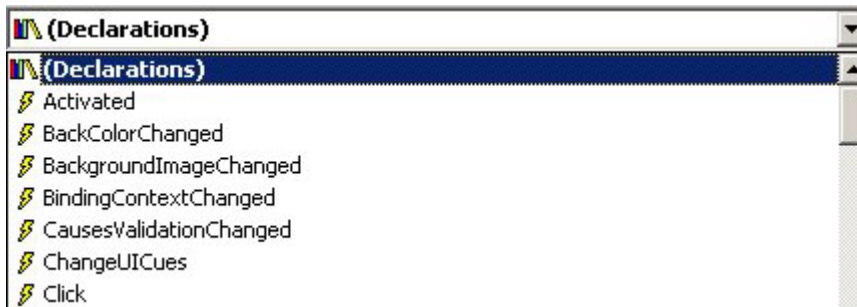 (Declarations)
(Declarations)
Activated
BackColorChanged
BackgroundImageChanged
BindingContextChanged
CausesValidationChanged
ChangeUICues
Click